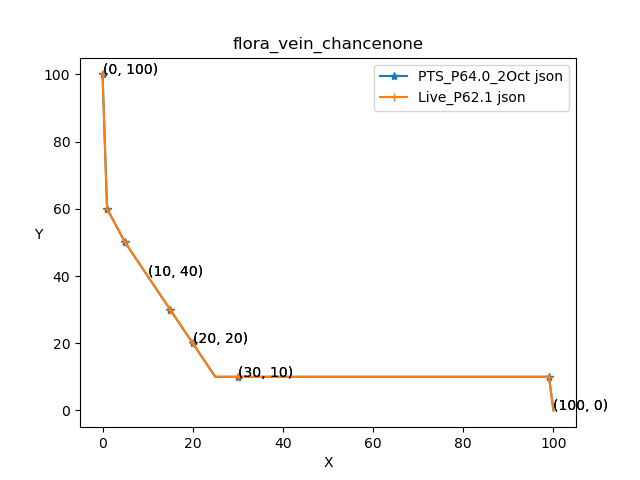 flora_vein_chancenone
PTS_P64.0_2Oct json
Live_P62.1 json
(0, 100)
(10, 40)
(20, 20)
(30, 10)
(100, 0)
Y
100
80
60
40
20
0
0 20 40 60 80 100
X